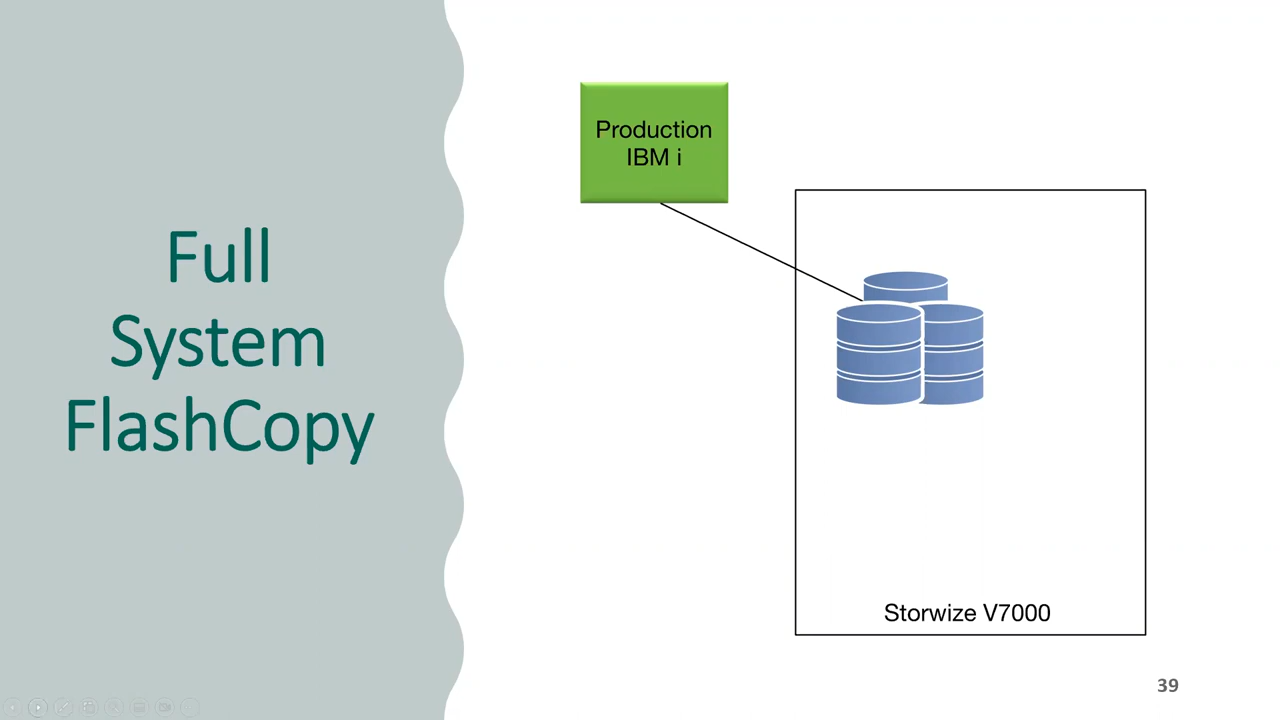 Full
System
FlashCopy
Production
IBM i
Storwize V7000
39